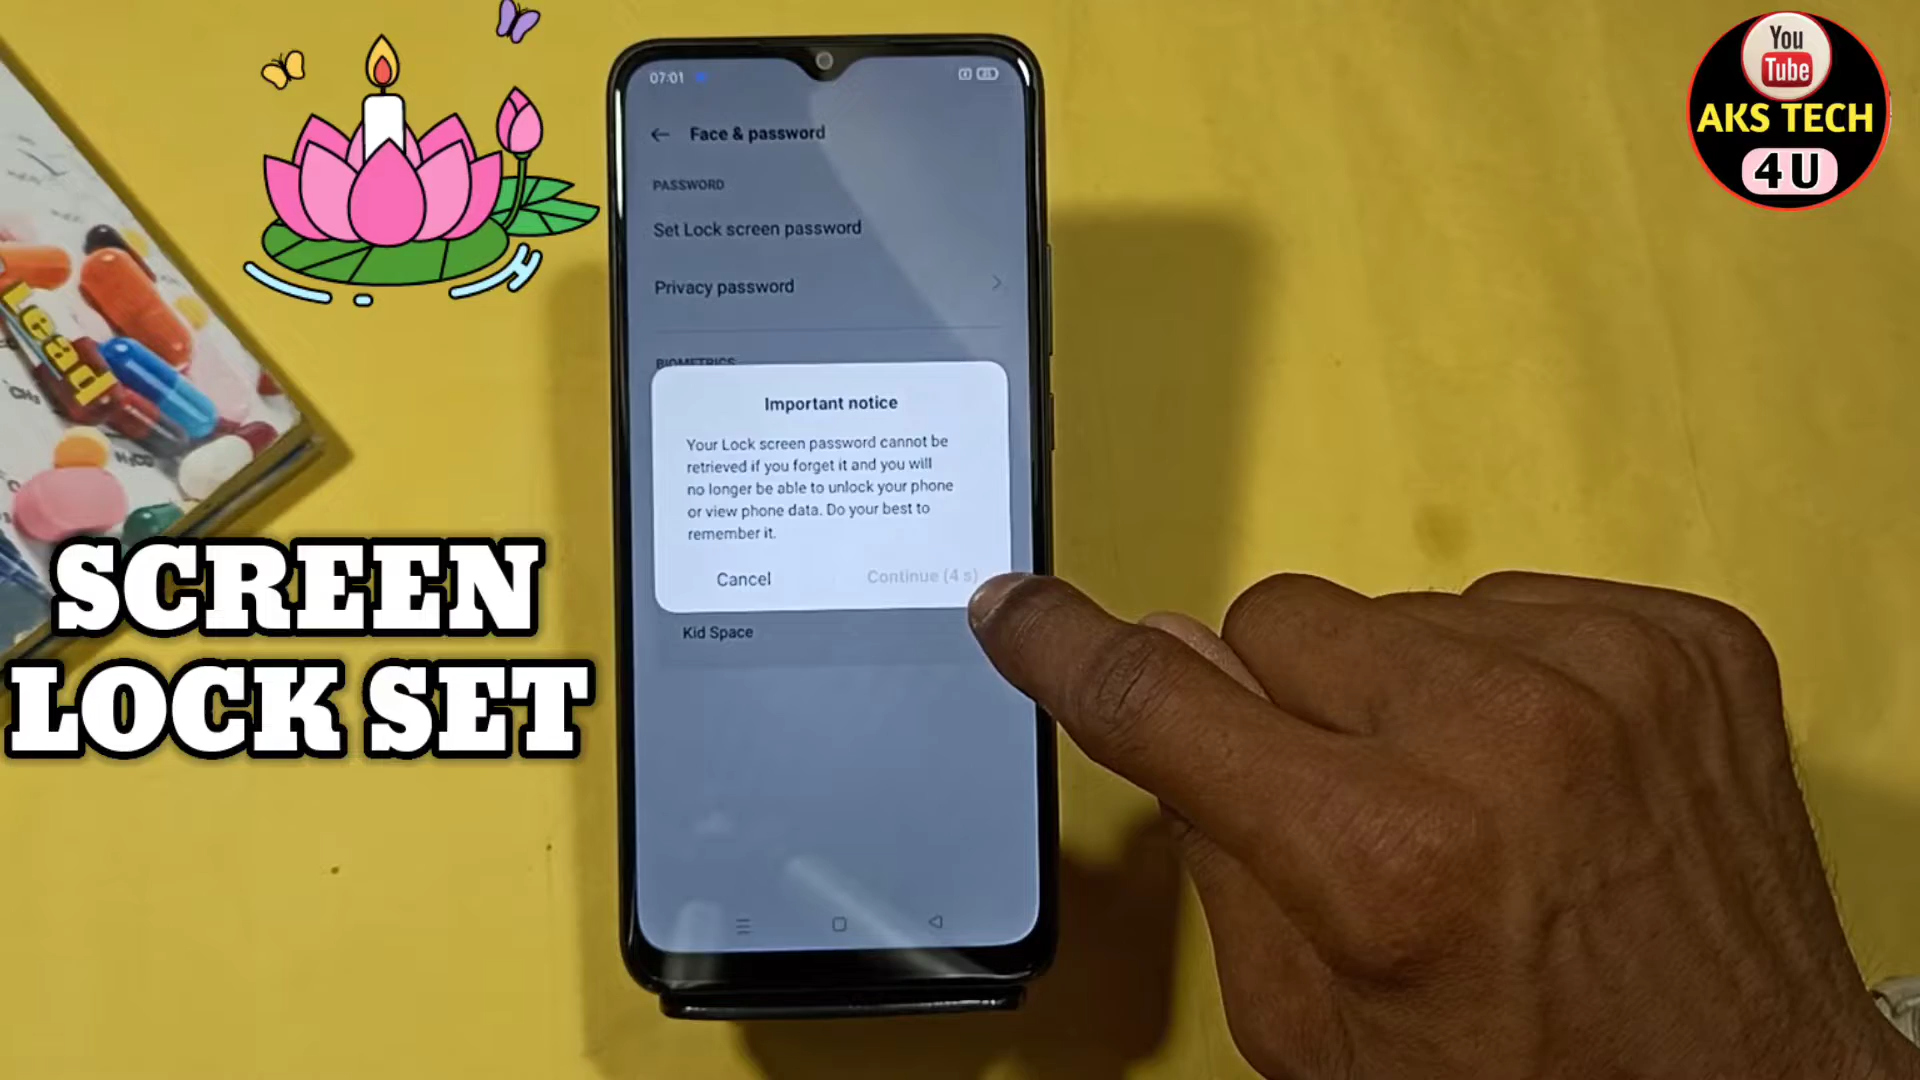 You
Tube
AKS TECH
4 U
07:01
Face & password
PASSWORD
Set Lock screen password
Privacy password
BIOMETRICS
Important notice
Your Lock screen password cannot be
retrieved if you forget it and you will
no longer be able to unlock your phone
or view phone data. Do your best to
remember it.
Cancel
Continue (4 s)
Kid Space
SCREEN
LOCK SET